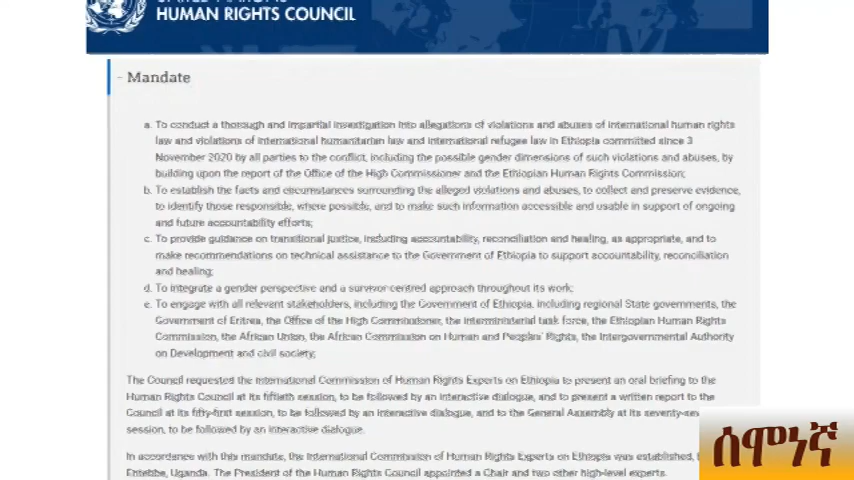 HUMAN RIGHTS COUNCIL
- Mandate
a. To conduct a thorough and impartial investigation into allegations of violations and abuses of international human rights
law and violations of international humanitarian law and international refugee law in Ethiopia committed since 3
November 2020 by all parties to the conflict, including the possible gender dimensions of such violations and abuses, by
building upon the report of the Office of the High Commissioner and the Ethiopian Human Rights Commission;
b. To establish the facts and circumstances surrounding the alleged violations and abuses, to collect and preserve evidence,
to identify those responsible, where possible, and to make such information accessible and usable in support of ongoing
and future accountability efforts;
c. To provide guidance on transitional justice, including accountability, reconciliation and healing, as appropriate, and to
make recommendations on technical assistance to the Government of Ethiopia to support accountability, reconciliation
and healing;
d. To integrate a gender perspective and a survivor-centred approach throughout its work;
e. To engage with all relevant stakeholders, including the Government of Ethiopia, including regional State governments, the
Government of Eritrea, the Office of the High Commissioner, the interministerial task force, the Ethiopian Human Rights
Commission, the African Union, the African Commission on Human and Peoples' Rights, the Intergovernmental Authority
on Development and civil society;
The Council requested the International Commission of Human Rights Experts on Ethiopia to present an oral briefing to the
Human Rights Council at its fiftieth session, to be followed by an interactive dialogue, and to present a written report to the
Council at its fifty-first session, to be followed by an interactive dialogue, and to the General Assembly at its
session, to be followed by an interactive dialogue.
In accordance with this mandate, the International Commission of Human Rights Experts on Ethiopia was established,
Entebbe, Uganda. The President of the Human Rights Council appointed a Chair and two other high-level experts.
ሰሞነኛ